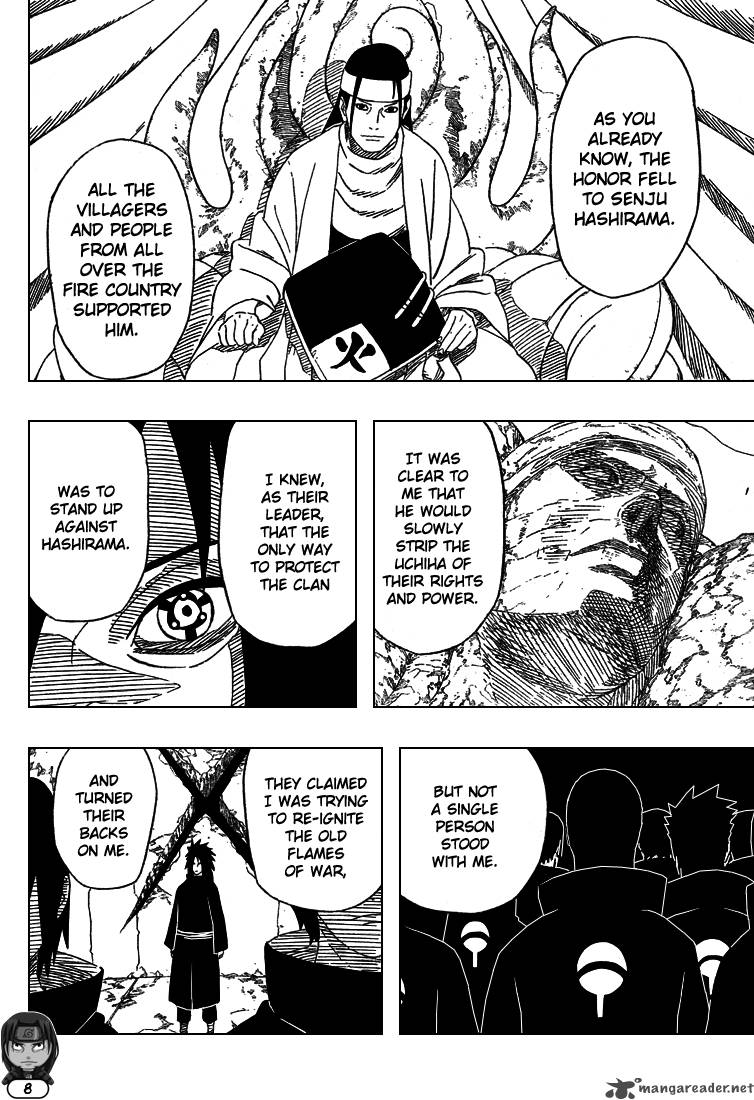 AS YOU
ALREADY
KNOW, THE
HONOR FELL
TO SENJU
HASHIRAMA.
ALL THE
VILLAGERS
AND PEOPLE
FROM ALL
OVER THE
FIRE COUNTRY
SUPPORTED
HIM.
火
IT WAS
CLEAR TO
ME THAT
HE WOULD
SLOWLY
STRIP THE
UCHIHA OF
THEIR RIGHTS
AND POWER.
I KNEW,
AS THEIR
LEADER,
THAT THE
ONLY WAY
TO PROTECT
THE CLAN
WAS TO
STAND UP
AGAINST
HASHIRAMA.
BUT NOT
A SINGLE
PERSON
STOOD
WITH ME.
THEY CLAIMED
I WAS TRYING
TO RE-IGNITE
THE OLD
FLAMES
OF WAR,
AND
TURNED
THEIR
BACKS
ON ME.
8
mangareader.net